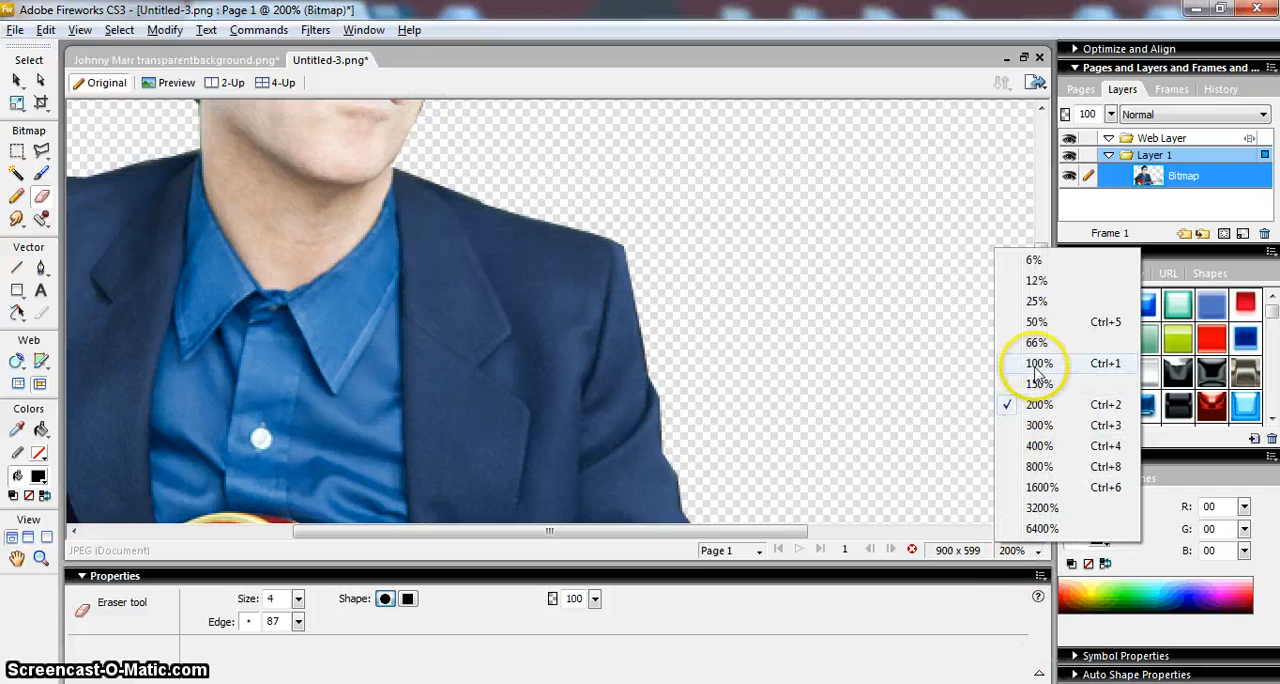 Adobe Fireworks CS3 - [Untitled-3.png : Page 1 @ 200% (Bitmap)*]
File Edit View Select Modify Text Commands Filters Window Help
Select
Bitmap
Vector
Web
Colors
View
Johnny Marr transparentbackground.png* Untitled-3.png*
Original Preview 2-Up 4-Up
JPEG (Document) Page 1 1 900 x 599 200%
6%
12%
25%
50% Ctrl+5
66%
100% Ctrl+1
150%
200% Ctrl+2
300% Ctrl+3
400% Ctrl+4
800% Ctrl+8
1600% Ctrl+6
3200%
6400%
Optimize and Align
Pages and Layers and Frames and ...
Pages Layers Frames History
100 Normal
Web Layer
Layer 1
Bitmap
Frame 1
URL Shapes
R: 00
G: 00
B: 00
Symbol Properties
Auto Shape Properties
Properties
Eraser tool
Size: 4 Shape: 100
Edge: 87
Screencast-O-Matic.com